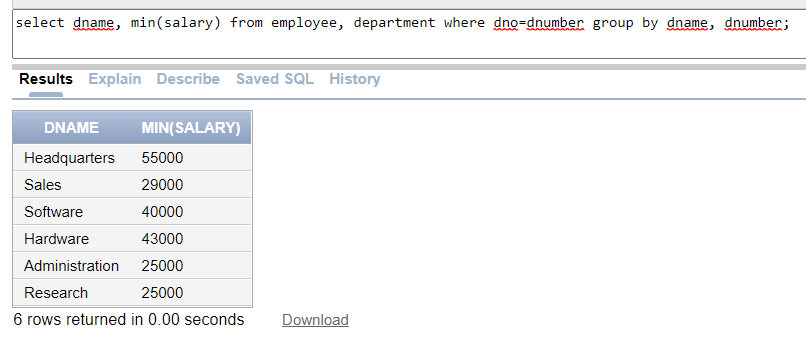 select dname, min(salary) from employee, department where dno=dnumber group by dname, dnumber;
Results Explain Describe Saved SQL History
DNAME MIN(SALARY)
Headquarters 55000
Sales 29000
Software 40000
Hardware 43000
Administration 25000
Research 25000
6 rows returned in 0.00 seconds Download